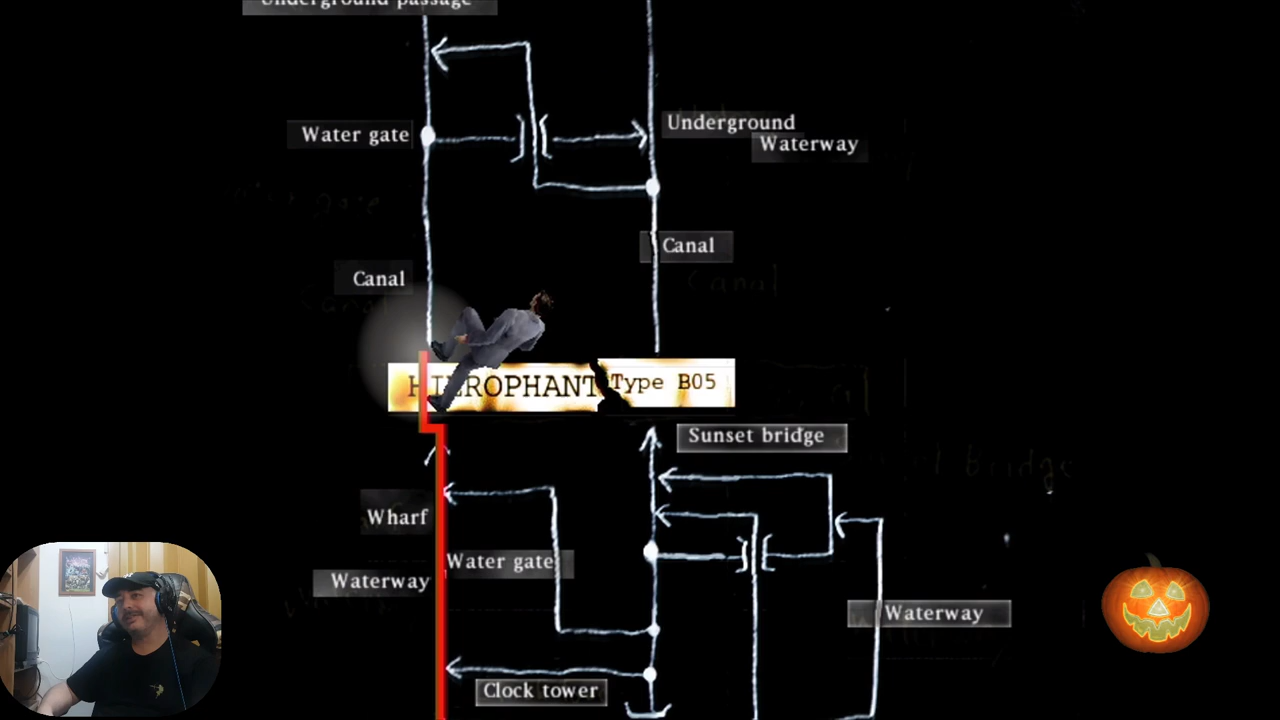 Underground passage
Water gate
Underground
Waterway
Canal
Canal
HIEROPHANT Type B05
Sunset bridge
Wharf
Water gate
Waterway
Waterway
Clock tower